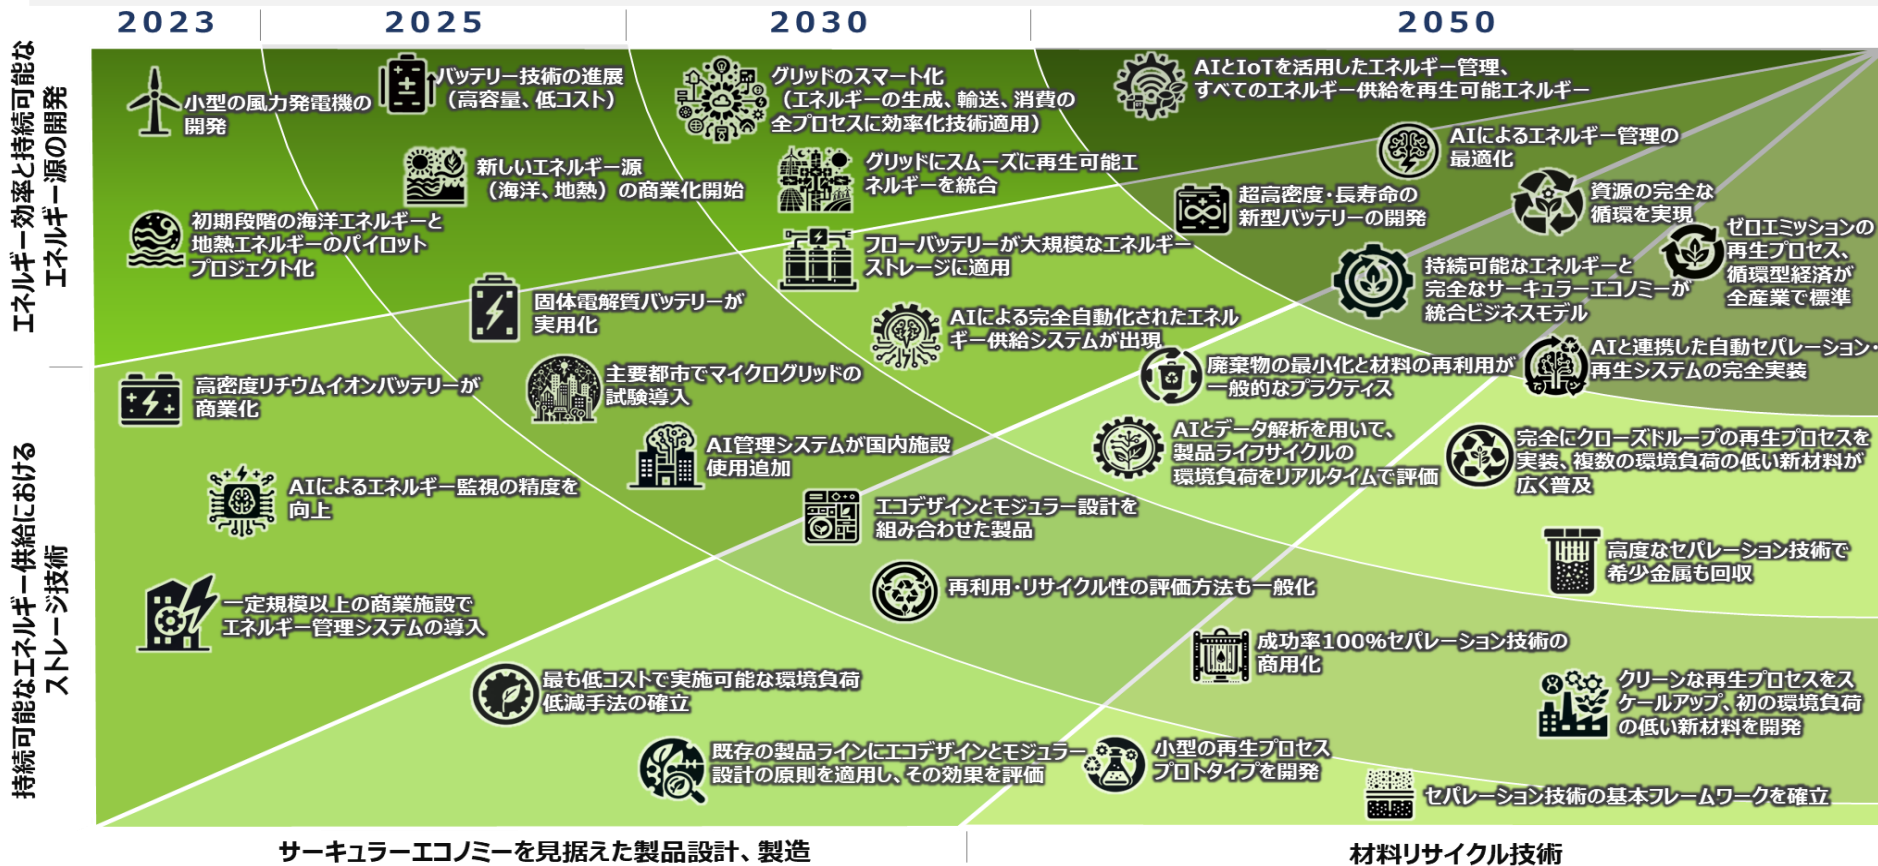 2023
2025
2030
2050
エネルギー効率と持続可能な
エネルギー源の開発
持続可能なエネルギー供給における
ストレージ技術
小型の風力発電機の
開発
バッテリー技術の進展
（高容量、低コスト）
グリッドのスマート化
（エネルギーの生成、輸送、消費の
全プロセスに効率化技術適用）
AIとIoTを活用したエネルギー管理、
すべてのエネルギー供給を再生可能エネルギー
AIによるエネルギー管理の
最適化
新しいエネルギー源
（海洋、地熱）の商業化開始
グリッドにスムーズに再生可能エ
ネルギーを統合
超高密度・長寿命の
新型バッテリーの開発
資源の完全な
循環を実現
初期段階の海洋エネルギーと
地熱エネルギーのパイロット
プロジェクト化
フローバッテリーが大規模なエネルギー
ストレージに適用
ゼロエミッションの
再生プロセス、
循環型経済が
全産業で標準
持続可能なエネルギーと
完全なサーキュラーエコノミーが
統合ビジネスモデル
固体電解質バッテリーが
実用化
AIによる完全自動化されたエネル
ギー供給システムが出現
AIと連携した自動セパレーション・
再生システムの完全実装
高密度リチウムイオンバッテリーが
商業化
主要都市でマイクログリッドの
試験導入
廃棄物の最小化と材料の再利用が
一般的なプラクティス
AI管理システムが国内施設
使用追加
AIとデータ解析を用いて、
製品ライフサイクルの
環境負荷をリアルタイムで評価
完全にクローズドループの再生プロセスを
実装、複数の環境負荷の低い新材料が
広く普及
AIによるエネルギー監視の精度を
向上
エコデザインとモジュラー設計を
組み合わせた製品
高度なセパレーション技術で
希少金属も回収
再利用・リサイクル性の評価方法も一般化
一定規模以上の商業施設で
エネルギー管理システムの導入
成功率100%セパレーション技術の
商用化
最も低コストで実施可能な環境負荷
低減手法の確立
クリーンな再生プロセスをス
ケールアップ、初の環境負荷
の低い新材料を開発
既存の製品ラインにエコデザインとモジュラー
設計の原則を適用し、その効果を評価
小型の再生プロセス
プロトタイプを開発
セパレーション技術の基本フレームワークを確立
サーキュラーエコノミーを見据えた製品設計、製造
材料リサイクル技術